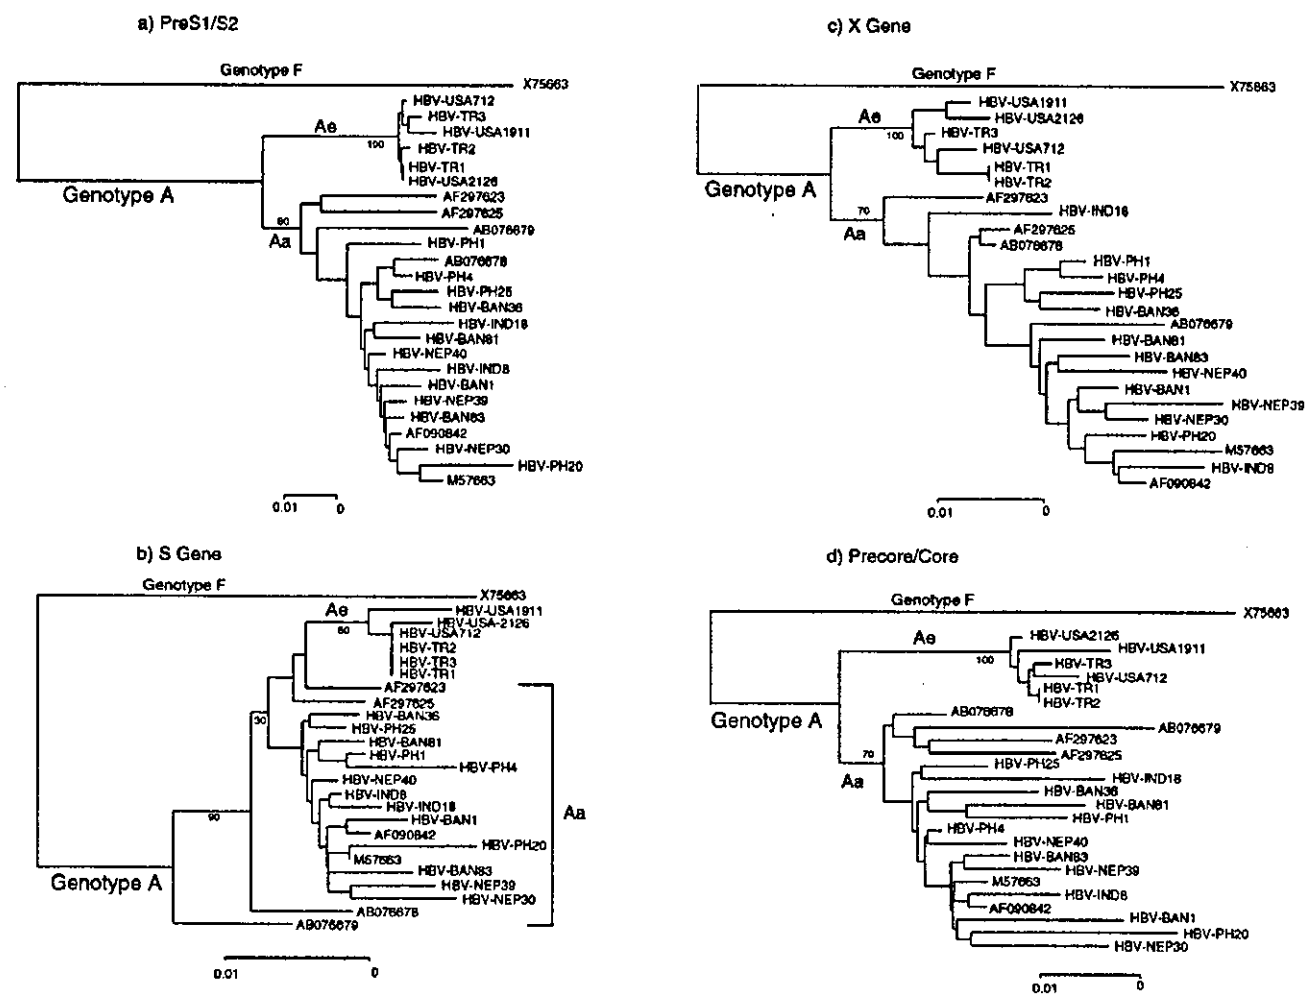 a) PreS1/S2
Genotype F
X75663
HBV-USA712
HBV-TR3
Ae
HBV-USA1911
100
HBV-TR2
HBV-TR1
HBV-USA2126
Genotype A
AF297623
80
AF297625
Aa
AB076679
HBV-PH1
AB076678
HBV-PH4
HBV-PH25
HBV-BAN36
HBV-IND18
HBV-BAN81
HBV-NEP40
HBV-IND8
HBV-BAN1
HBV-NEP39
HBV-BAN83
AF090842
HBV-NEP30
HBV-PH20
M57663
0.01 0
b) S Gene
Genotype F
X75663
Ae
HBV-USA1911
HBV-USA-2126
60
HBV-USA712
HBV-TR2
HBV-TR3
HBV-TR1
AF297623
AF297625
30
HBV-BAN36
HBV-PH25
HBV-BAN81
HBV-PH1
HBV-PH4
HBV-NEP40
HBV-IND8
HBV-IND18
Aa
90
HBV-BAN1
AF090842
HBV-PH20
M57663
HBV-BAN83
Genotype A
HBV-NEP39
HBV-NEP30
AB076678
AB076679
0.01 0
c) X Gene
Genotype F
X75663
HBV-USA1911
Ae
HBV-USA2126
100
HBV-TR3
HBV-USA712
HBV-TR1
HBV-TR2
Genotype A
AF297623
70
HBV-IND18
Aa
AF297625
AB076678
HBV-PH1
HBV-PH4
HBV-PH25
HBV-BAN36
AB076679
HBV-BAN81
HBV-BAN83
HBV-NEP40
HBV-BAN1
HBV-NEP39
HBV-NEP30
HBV-PH20
M57663
HBV-IND8
AF090842
0.01 0
d) Precore/Core
Genotype F
X75663
Ae
HBV-USA2126
HBV-USA1911
100
HBV-TR3
HBV-USA712
HBV-TR1
HBV-TR2
Genotype A
AB076678
AB076679
AF297623
70
AF297625
HBV-PH25
Aa
HBV-IND18
HBV-BAN36
HBV-BAN81
HBV-PH1
HBV-PH4
HBV-NEP40
HBV-BAN83
HBV-NEP39
M57663
HBV-IND8
AF090842
HBV-BAN1
HBV-PH20
HBV-NEP30
0.01 0